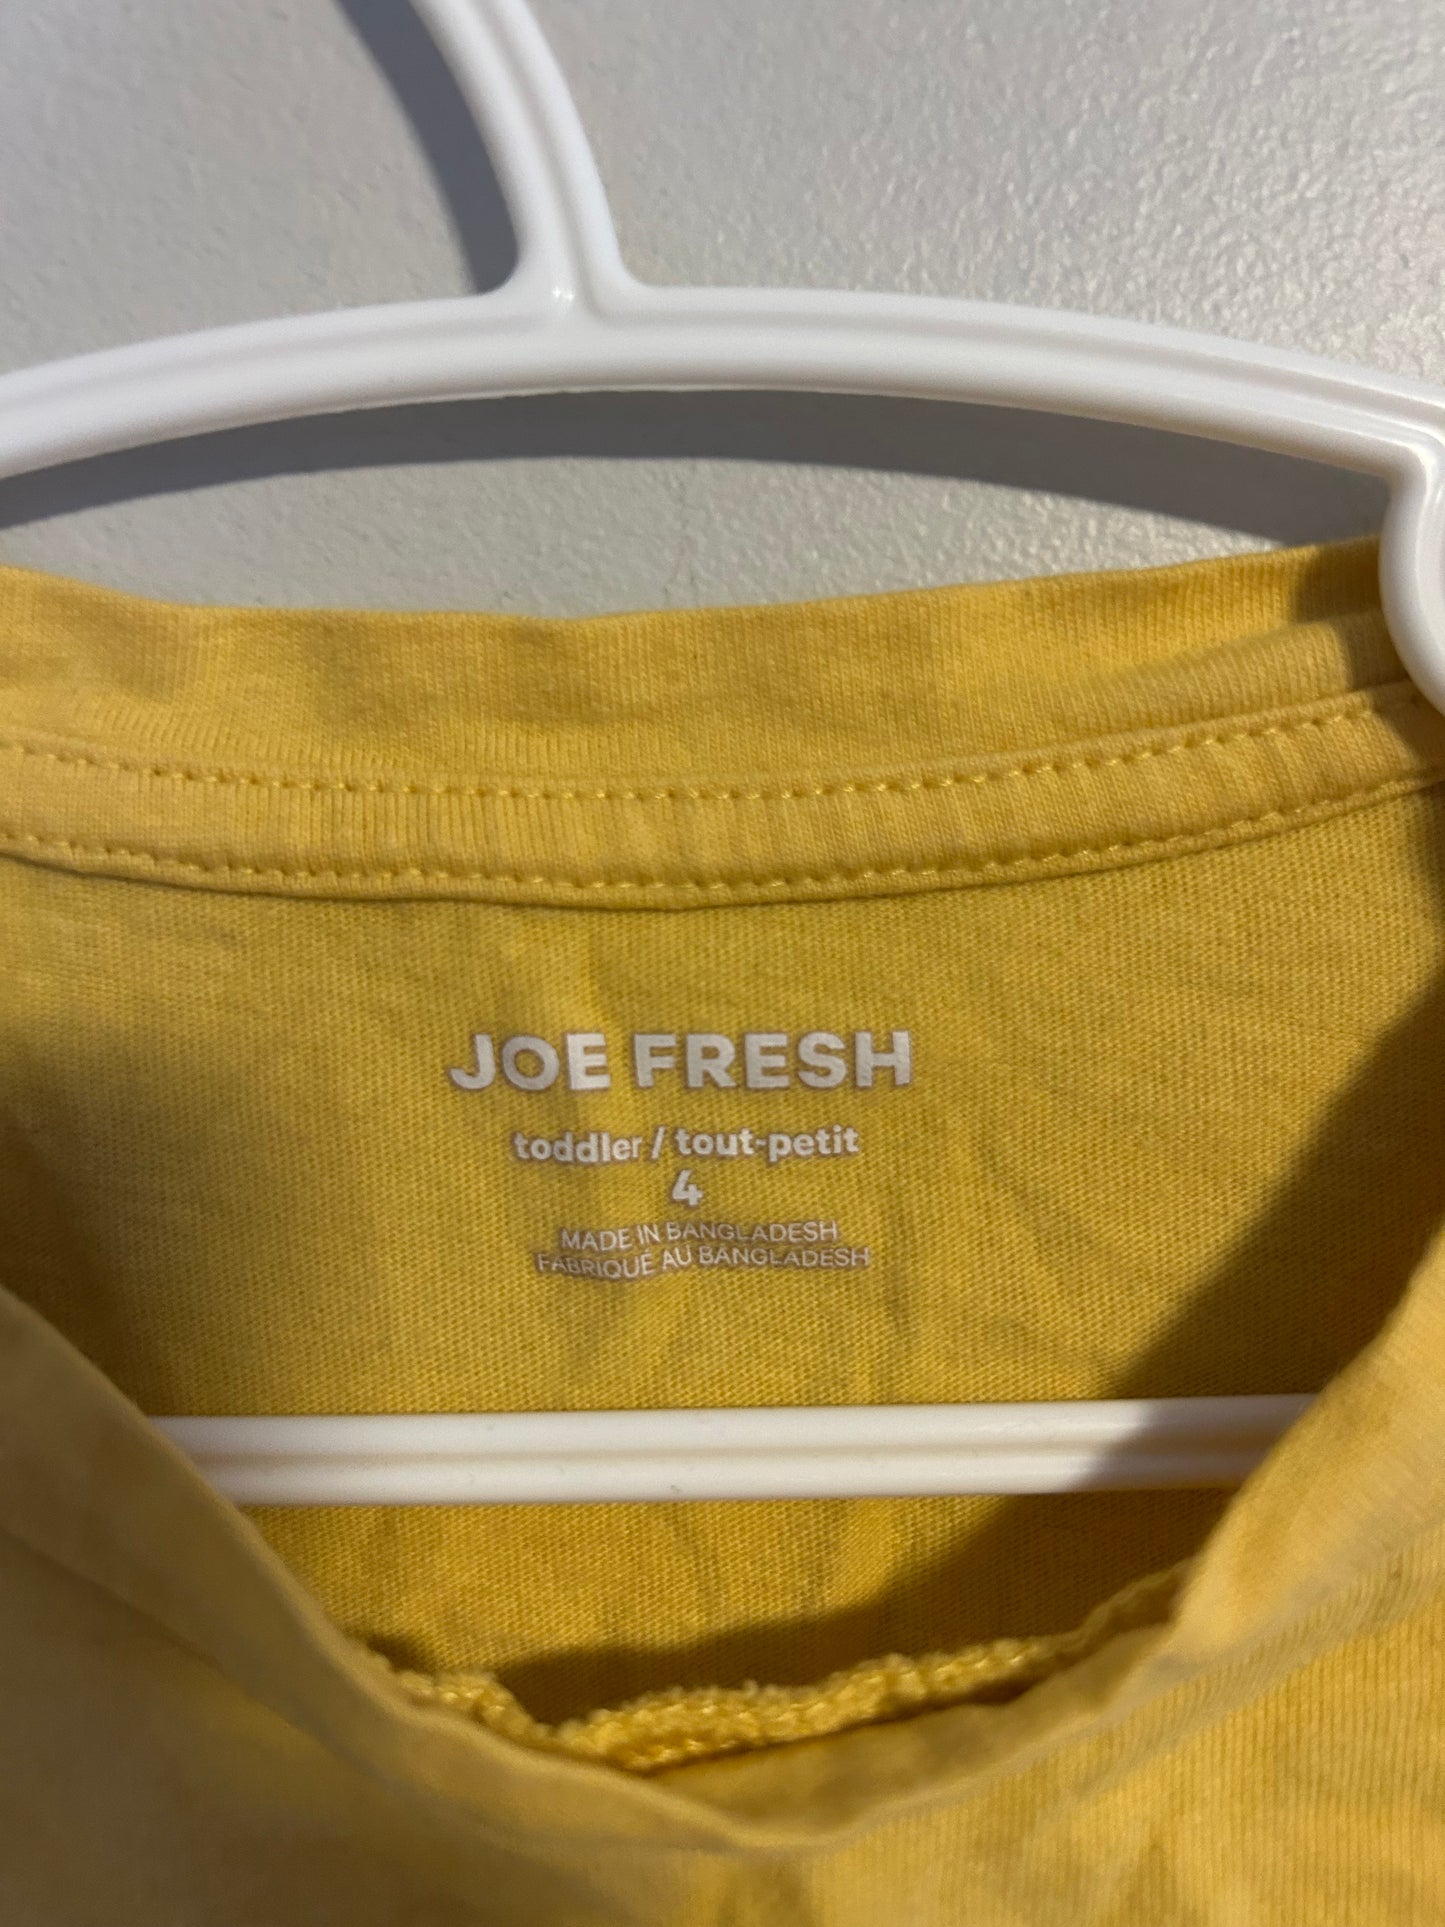 JOE FRESH
toddler / tout-petit
4
MADE IN BANGLADESH
FABRIQUÉ AU BANGLADESH